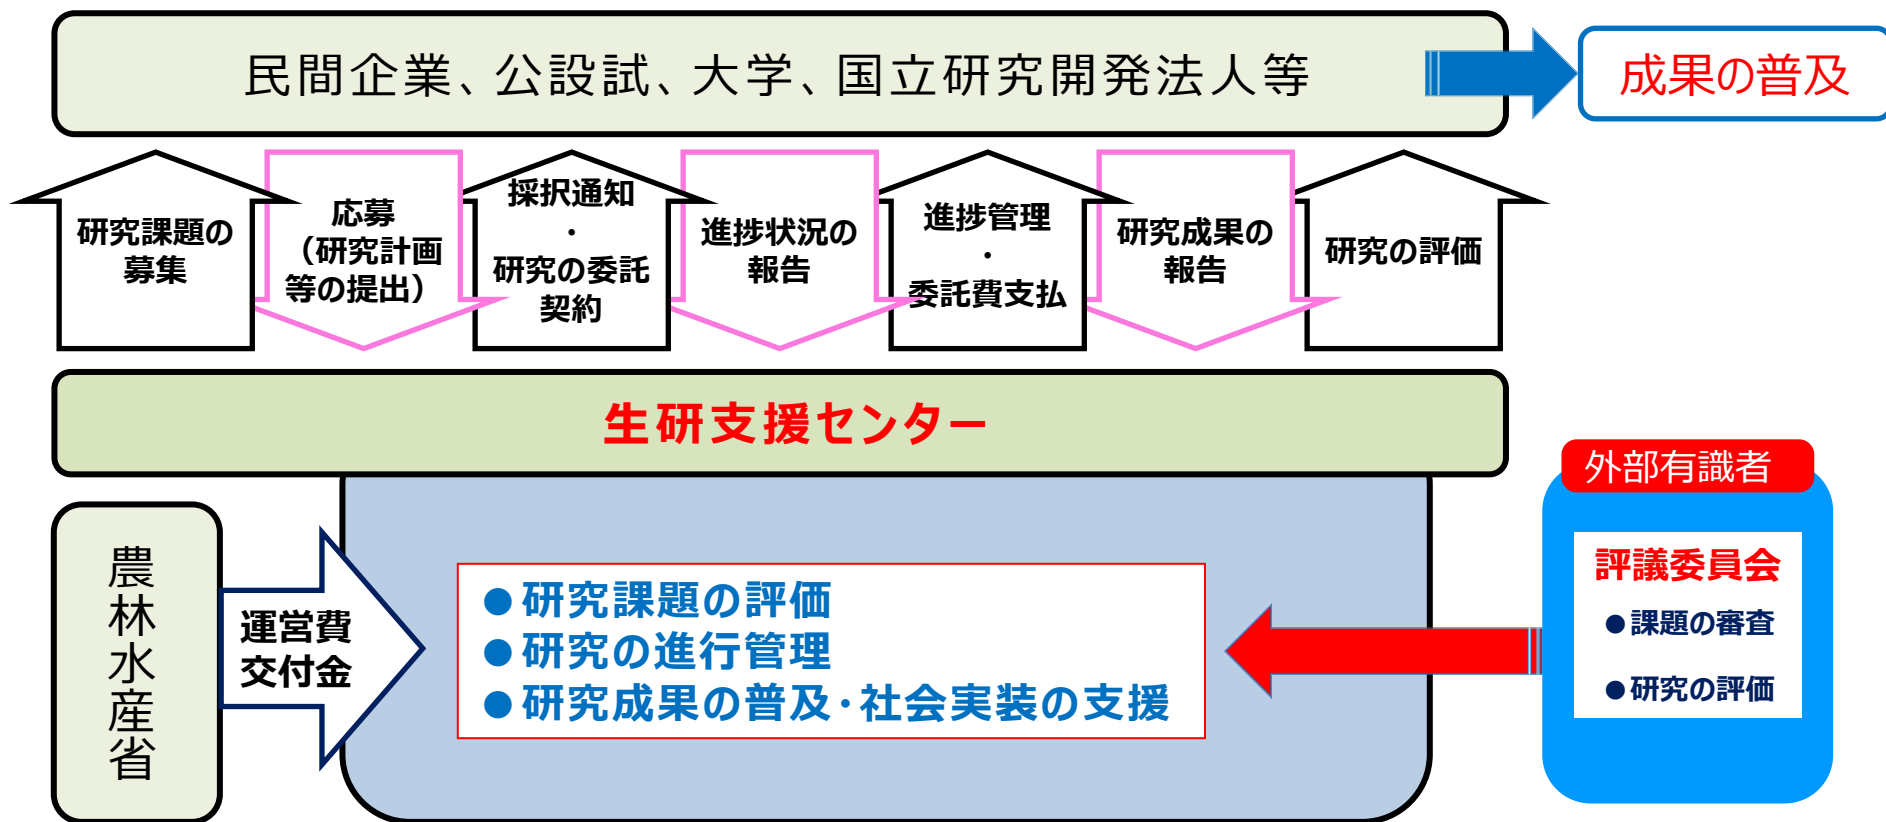 民間企業、公設試、大学、国立研究開発法人等
成果の普及
研究課題の
募集
応募
（研究計画
等の提出）
採択通知
・
研究の委託
契約
進捗状況の
報告
進捗管理
・
委託費支払
研究成果の
報告
研究の評価
生研支援センター
農林水産省
運営費
交付金
●研究課題の評価
●研究の進行管理
●研究成果の普及・社会実装の支援
外部有識者
評議委員会
●課題の審査
●研究の評価